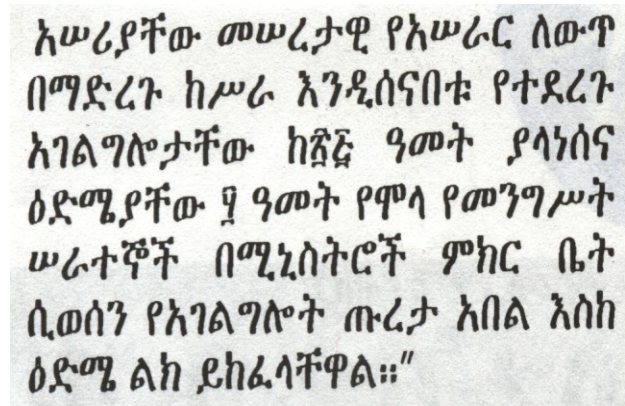 አሠሪያቸው መሠረታዊ የአሠራር ለውጥ
በማድረጉ ከሥራ እንዲሰናበቱ የተደረጉ
አገልግሎታቸው ከ፳፭ ዓመት ያላነሰና
ዕድሜያቸው ፶ ዓመት የሞላ የመንግሥት
ሠራተኞች በሚኒስትሮች ምክር ቤት
ሲወሰን የአገልግሎት ጡረታ አበል እስከ
ዕድሜ ልክ ይከፈላቸዋል።”